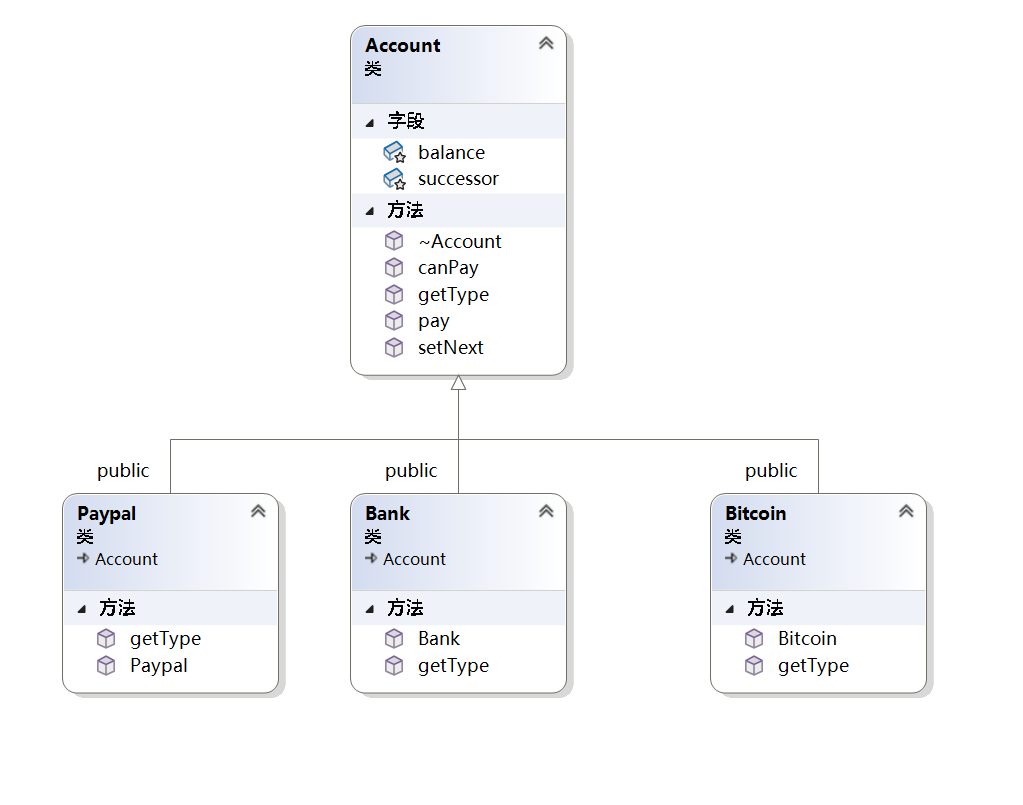 Account
类
字段
balance
successor
方法
~Account
canPay
getType
pay
setNext
public
public
public
Paypal
类
Account
方法
getType
Paypal
Bank
类
Account
方法
Bank
getType
Bitcoin
类
Account
方法
Bitcoin
getType